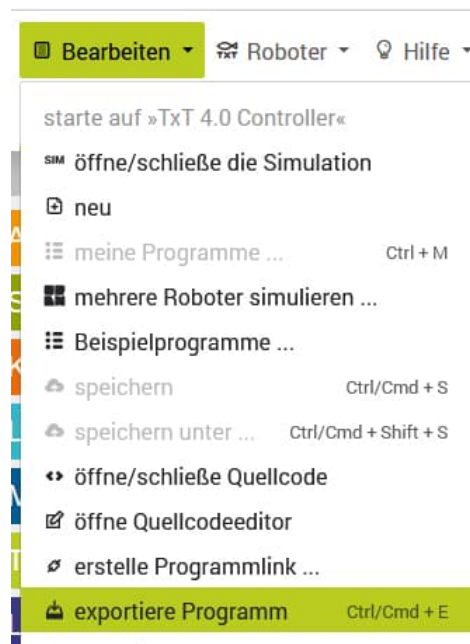 Bearbeiten TXT Roboter Hilfe
starte auf »TxT 4.0 Controller«
SIM öffne/schließe die Simulation
neu
meine Programme ... Ctrl + M
mehrere Roboter simulieren ...
Beispielprogramme ...
speichern Ctrl/Cmd + S
speichern unter ... Ctrl/Cmd + Shift + S
öffne/schließe Quellcode
öffne Quellcodeeditor
erstelle Programmlink ...
exportiere Programm Ctrl/Cmd + E